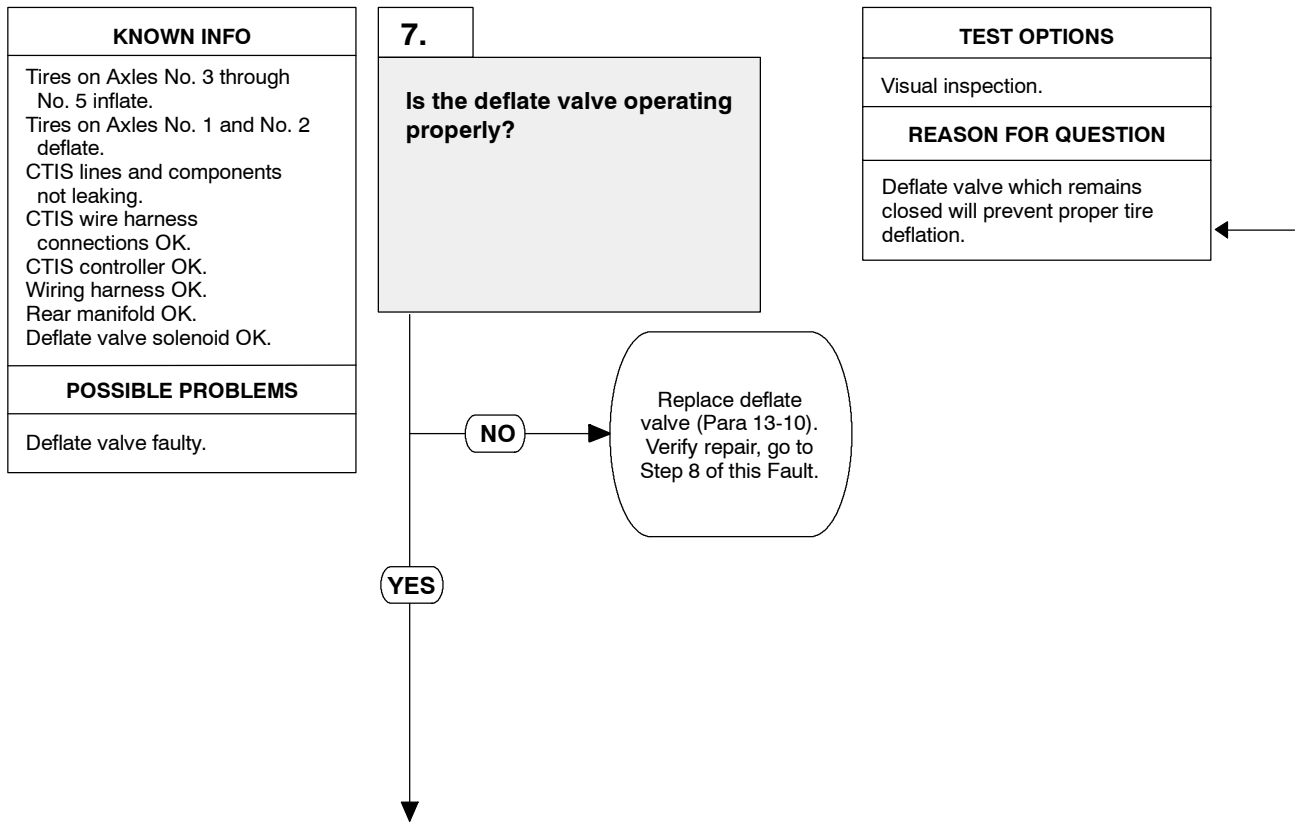 KNOWN INFO
Tires on Axles No. 3 through
No. 5 inflate.
Tires on Axles No. 1 and No. 2
deflate.
CTIS lines and components
not leaking.
CTIS wire harness
connections OK.
CTIS controller OK.
Wiring harness OK.
Rear manifold OK.
Deflate valve solenoid OK.
POSSIBLE PROBLEMS
Deflate valve faulty.
7.
Is the deflate valve operating
properly?
TEST OPTIONS
Visual inspection.
REASON FOR QUESTION
Deflate valve which remains
closed will prevent proper tire
deflation.
NO
Replace deflate
valve (Para 13-10).
Verify repair, go to
Step 8 of this Fault.
YES